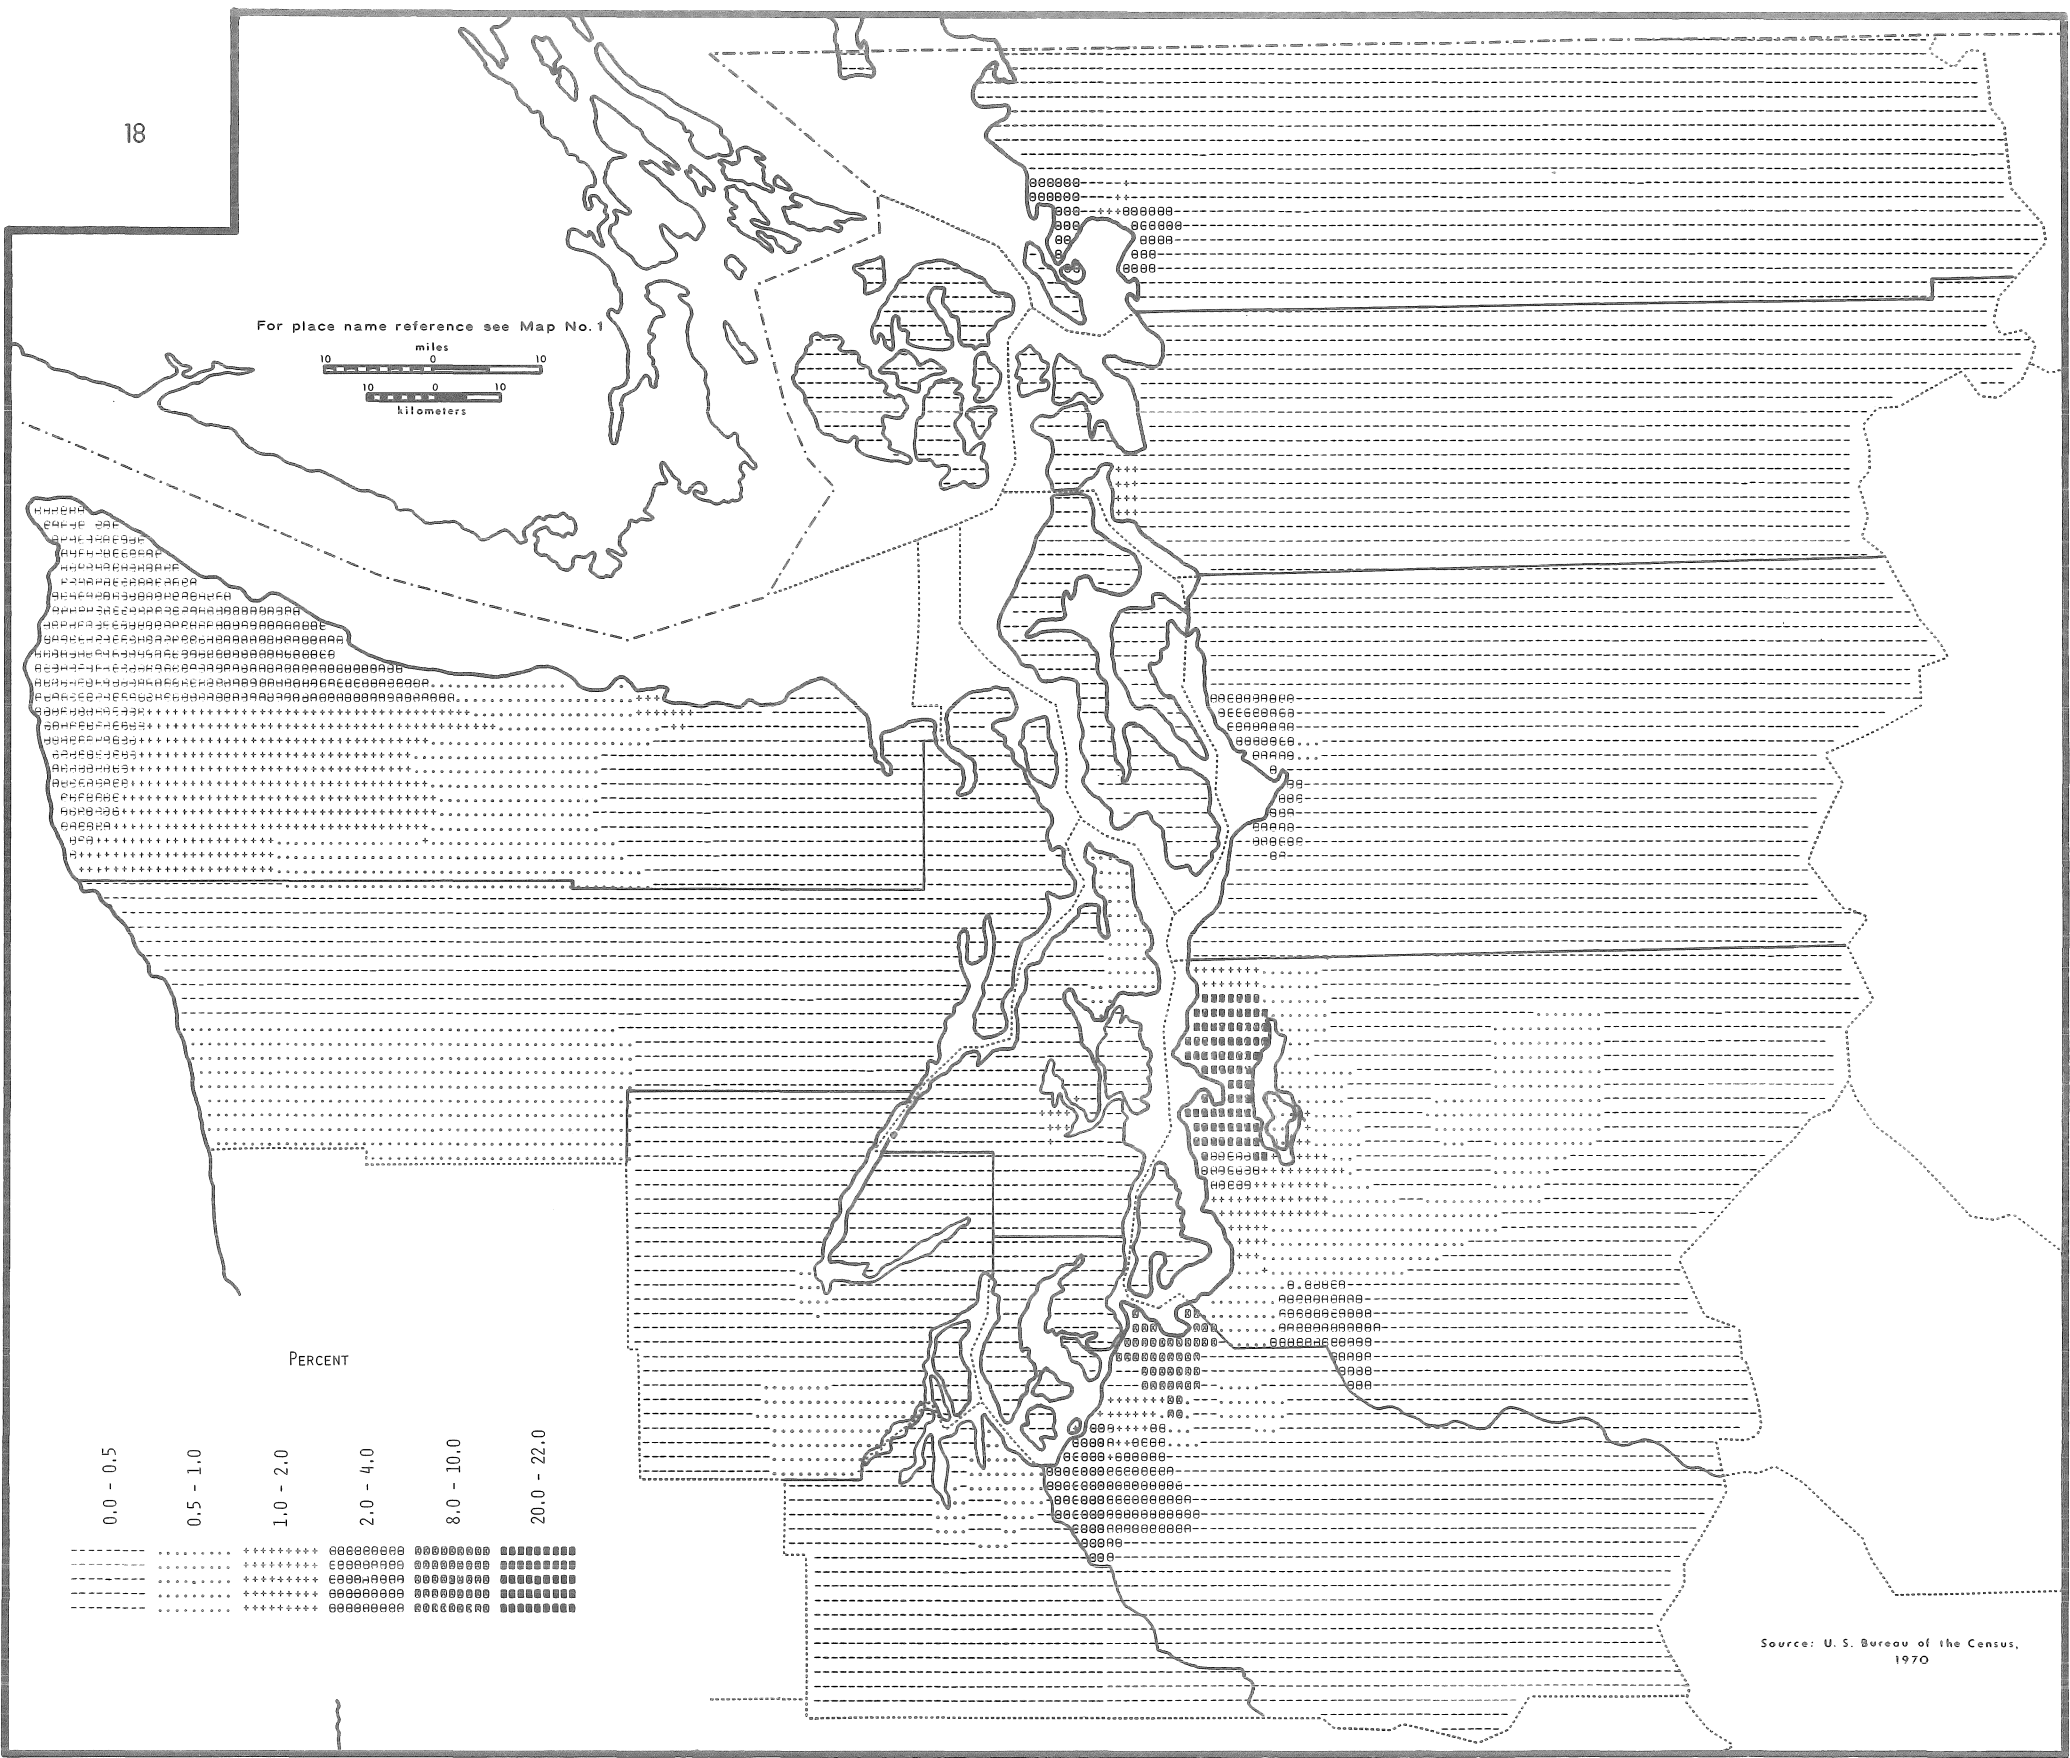 18
For place name reference see Map No. 1
miles
10 0 10
10 0 10
kilometers
PERCENT
0.0 - 0.5
0.5 - 1.0
1.0 - 2.0
2.0 - 4.0
8.0 - 10.0
20.0 - 22.0
Source: U. S. Bureau of the Census,
1970